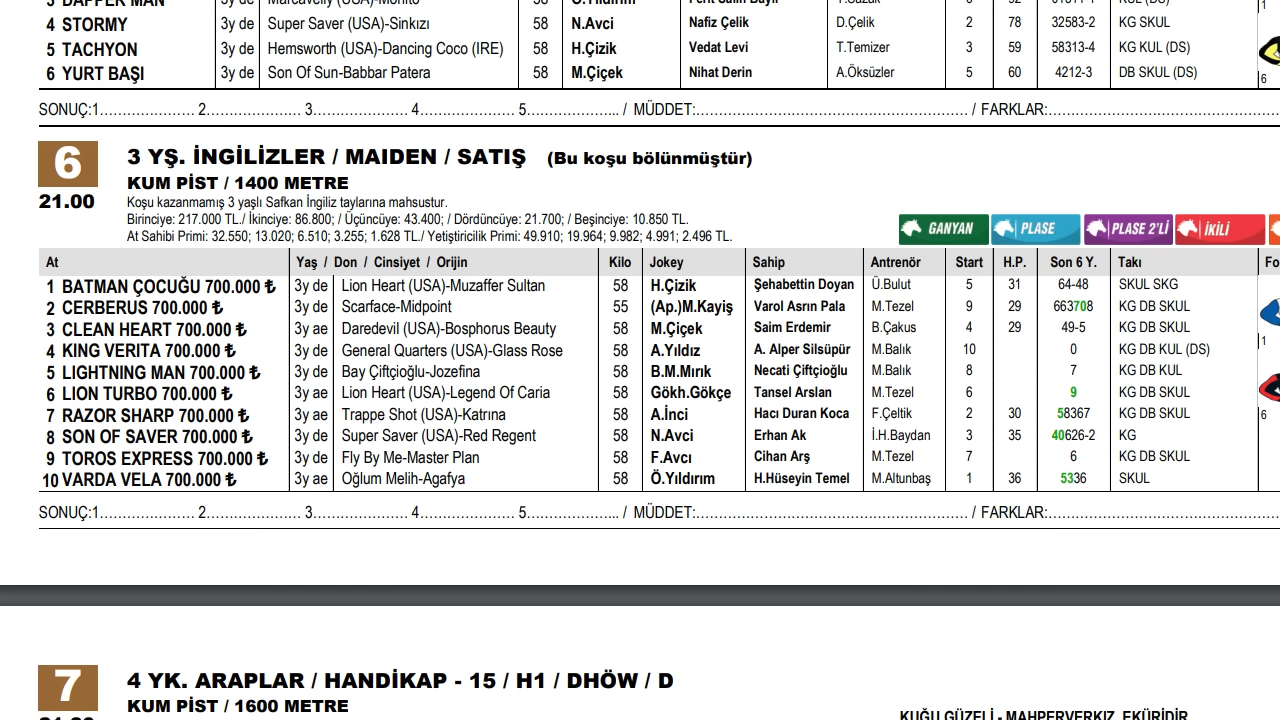 4 STORMY 3y de Super Saver (USA)-Sinkızı 58 N.Avci Nafiz Çelik D.Çelik 2 78 32583-2 KG SKUL
5 TACHYON 3y de Hemsworth (USA)-Dancing Coco (IRE) 58 H.Çizik Vedat Levi T.Temizer 3 59 58313-4 KG KUL (DS)
6 YURT BAŞI 3y de Son Of Sun-Babbar Patera 58 M.Çiçek Nihat Derin A.Öksüzler 5 60 4212-3 DB SKUL (DS) 6
SONUÇ:1...................... 2...................... 3...................... 4...................... 5...................... / MÜDDET:.............................................................. / FARKLAR:......................................................
6 3 YŞ. İNGİLİZLER / MAIDEN / SATIŞ (Bu koşu bölünmüştür)
KUM PİST / 1400 METRE
21.00 Koşu kazanmamış 3 yaşlı Safkan İngiliz taylarına mahsustur.
Birinciye: 217.000 TL./ İkinciye: 86.800; / Üçüncüye: 43.400; / Dördüncüye: 21.700; / Beşinciye: 10.850 TL.
At Sahibi Primi: 32.550; 13.020; 6.510; 3.255; 1.628 TL./ Yetiştiricilik Primi: 49.910; 19.964; 9.982; 4.991; 2.496 TL.
GANYAN PLASE PLASE 2'Lİ İKİLİ
At Yaş / Don / Cinsiyet / Orijin Kilo Jokey Sahip Antrenör Start H.P. Son 6 Y. Takı Fo
1 BATMAN ÇOCUĞU 700.000 ₺ 3y de Lion Heart (USA)-Muzaffer Sultan 58 H.Çizik Şehabettin Doyan Ü.Bulut 5 31 64-48 SKUL SKG
2 CERBERUS 700.000 ₺ 3y de Scarface-Midpoint 55 (Ap.)M.Kayiş Varol Asrın Pala M.Tezel 9 29 663708 KG DB SKUL
3 CLEAN HEART 700.000 ₺ 3y ae Daredevil (USA)-Bosphorus Beauty 58 M.Çiçek Saim Erdemir B.Çakus 4 29 49-5 KG DB SKUL 1
4 KING VERITA 700.000 ₺ 3y de General Quarters (USA)-Glass Rose 58 A.Yıldız A. Alper Silsüpür M.Balık 10 0 KG DB KUL (DS)
5 LIGHTNING MAN 700.000 ₺ 3y de Bay Çiftçioğlu-Jozefina 58 B.M.Mırık Necati Çiftçioğlu M.Balık 8 7 KG DB KUL
6 LION TURBO 700.000 ₺ 3y ae Lion Heart (USA)-Legend Of Caria 58 Gökh.Gökçe Tansel Arslan M.Tezel 6 9 KG DB SKUL
7 RAZOR SHARP 700.000 ₺ 3y ae Trappe Shot (USA)-Katrına 58 A.İnci Hacı Duran Koca F.Çeltik 2 30 58367 KG DB SKUL 6
8 SON OF SAVER 700.000 ₺ 3y de Super Saver (USA)-Red Regent 58 N.Avci Erhan Ak İ.H.Baydan 3 35 40626-2 KG
9 TOROS EXPRESS 700.000 ₺ 3y de Fly By Me-Master Plan 58 F.Avcı Cihan Arş M.Tezel 7 6 KG DB SKUL
10 VARDA VELA 700.000 ₺ 3y ae Oğlum Melih-Agafya 58 Ö.Yıldırım H.Hüseyin Temel M.Altunbaş 1 36 5336 SKUL
SONUÇ:1...................... 2...................... 3...................... 4...................... 5...................... / MÜDDET:.............................................................. / FARKLAR:......................................................
7 4 YK. ARAPLAR / HANDİKAP - 15 / H1 / DHÖW / D
KUM PİST / 1600 METRE
KUĞU GÜZELİ - MAHPERVERKIZ EKÜRİDİR